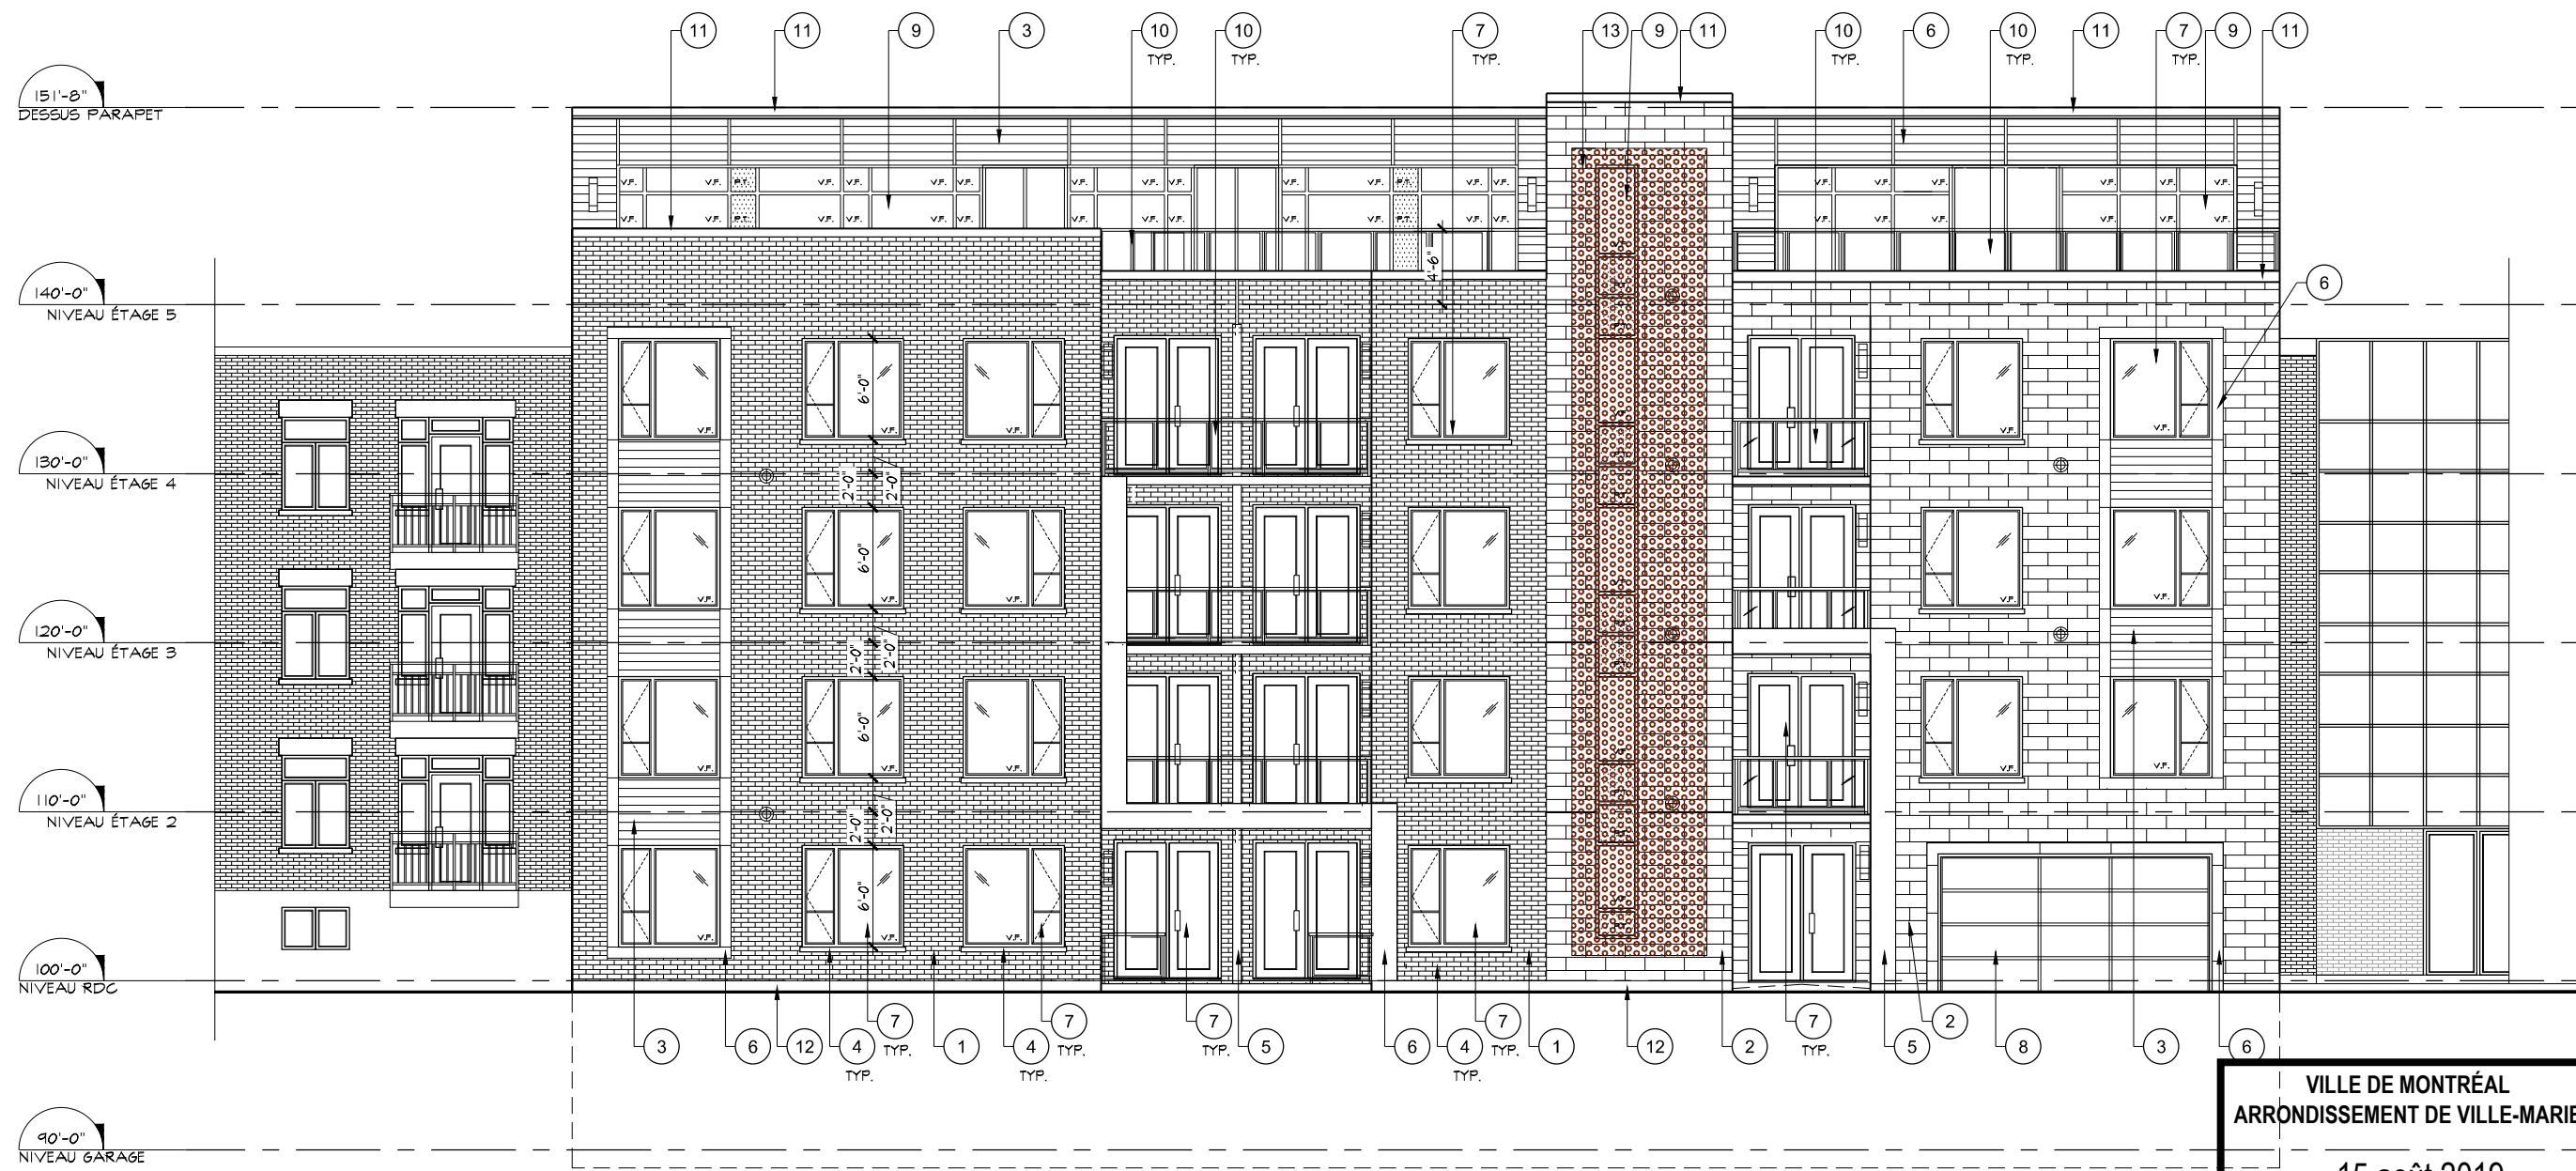 11 11 9 3 10 10 7 13 9 11 10 6 10 11 7 9 11
TYP. TYP. TYP. TYP. TYP. TYP.
151'-8"
DESSUS PARAPET
V.F. V.F. P.T. V.F. V.F. V.F. V.F. V.F. V.F. V.F. V.F. V.F. P.T. V.F. V.F. V.F. V.F. V.F. V.F. V.F. V.F.
V.F. V.F. P.T. V.F. V.F. V.F. V.F. V.F. V.F. V.F. V.F. V.F. P.T. V.F. V.F. V.F. V.F. V.F. V.F. V.F. V.F.
4'-6"
140'-0"
NIVEAU ÉTAGE 5
6
6'-0"
V.F. V.F. V.F. V.F. V.F.
130'-0"
NIVEAU ÉTAGE 4
2'-0" 2'-0"
6'-0"
V.F. V.F. V.F. V.F. V.F.
120'-0"
NIVEAU ÉTAGE 3
2'-0" 2'-0"
6'-0"
V.F. V.F. V.F. V.F. V.F.
110'-0"
NIVEAU ÉTAGE 2
2'-0" 2'-0"
6'-0"
V.F. V.F. V.F.
100'-0"
NIVEAU RDC
7 7 7 7 7 2
TYP. TYP. TYP. TYP. TYP.
3 6 12 4 1 4 5 6 4 1 12 2 5 8 3 6
TYP. TYP. TYP.
VILLE DE MONTRÉAL
ARRONDISSEMENT DE VILLE-MARIE
90'-0"
NIVEAU GARAGE
15 août 2019